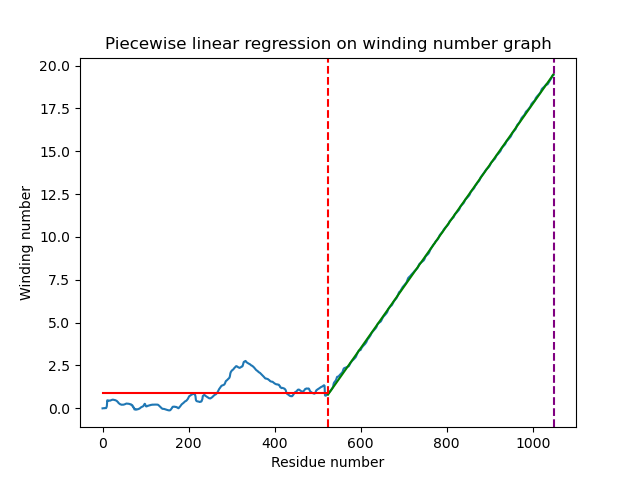 Piecewise linear regression on winding number graph
20.0
17.5
15.0
12.5
10.0
7.5
5.0
2.5
0.0
Winding number
0 200 400 600 800 1000
Residue number